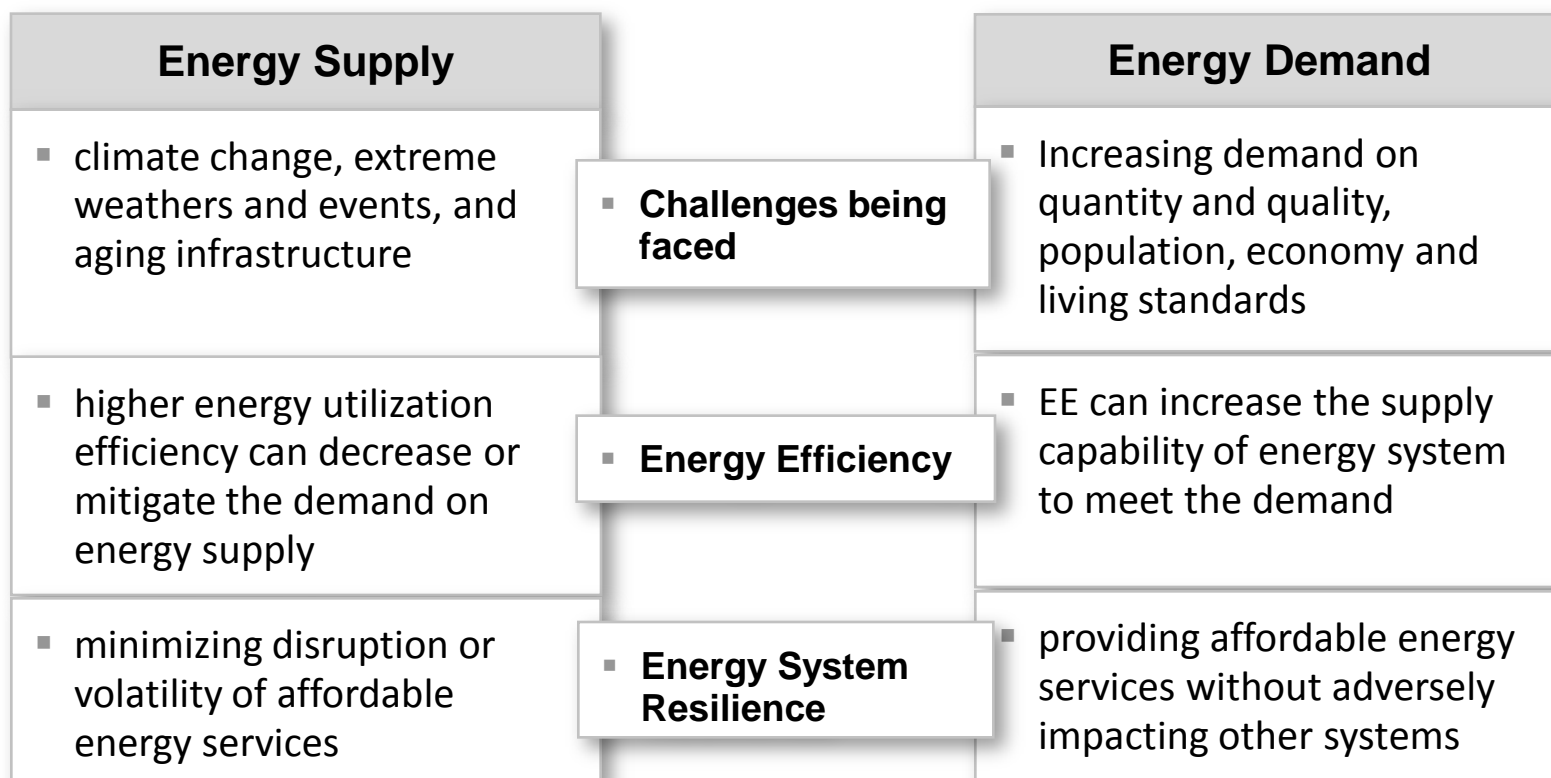 Energy Supply
Energy Demand
▪ climate change, extreme
weathers and events, and
aging infrastructure
▪ Challenges being
faced
▪ Increasing demand on
quantity and quality,
population, economy and
living standards
▪ higher energy utilization
efficiency can decrease or
mitigate the demand on
energy supply
▪ Energy Efficiency
▪ EE can increase the supply
capability of energy system
to meet the demand
▪ minimizing disruption or
volatility of affordable
energy services
▪ Energy System
Resilience
▪ providing affordable energy
services without adversely
impacting other systems